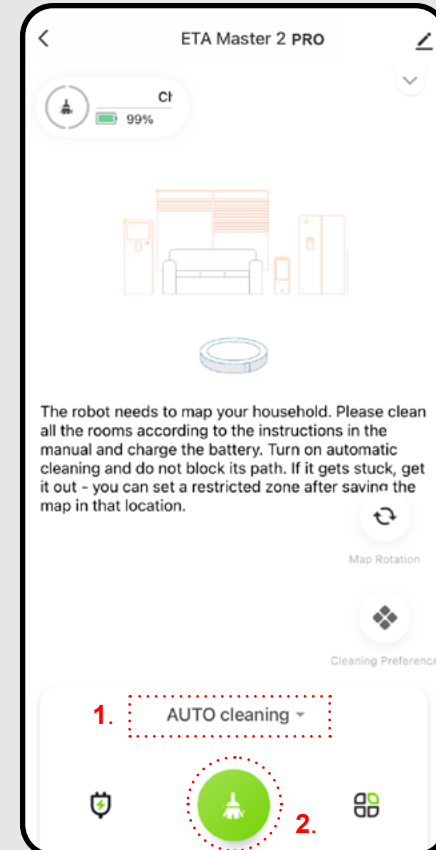 ETA Master 2 PRO
99%
The robot needs to map your household. Please clean
all the rooms according to the instructions in the
manual and charge the battery. Turn on automatic
cleaning and do not block its path. If it gets stuck, get
it out - you can set a restricted zone after saving the
map in that location.
Map Rotation
Cleaning Preference
1. AUTO cleaning
2.